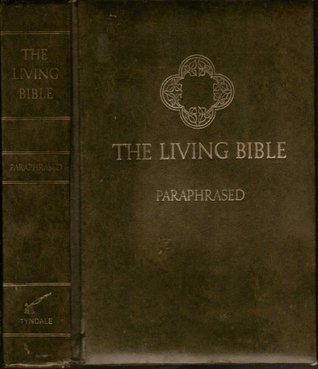 THE
LIVING
BIBLE
PARAPHRASED
TYNDALE
THE LIVING BIBLE
PARAPHRASED